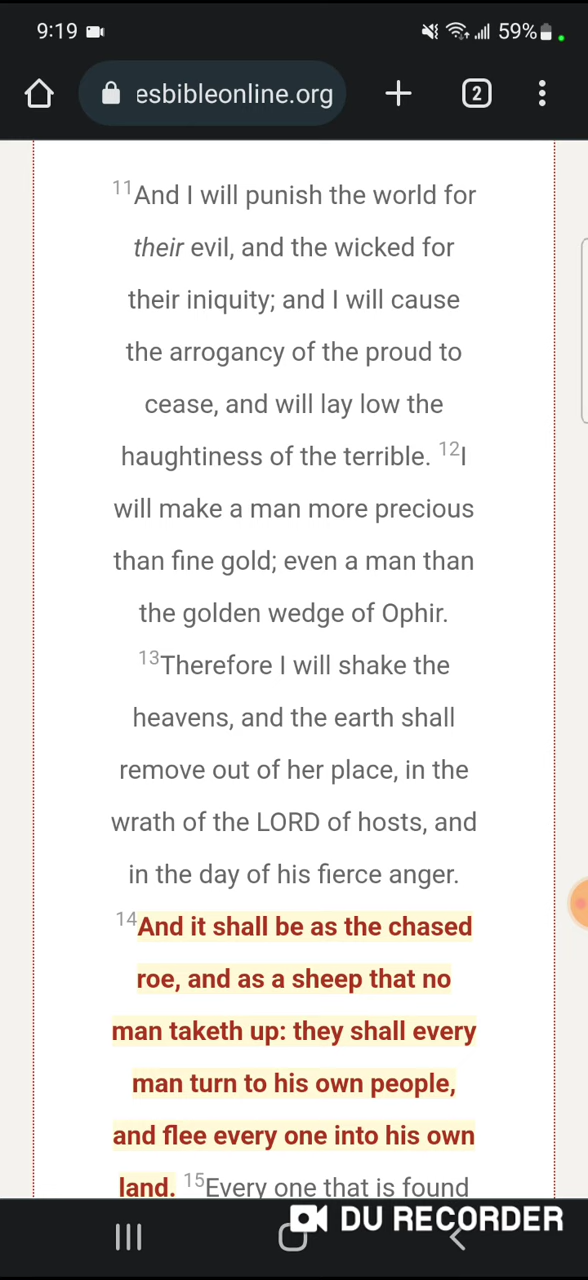 9:19 59%
esbibleonline.org 2
11And I will punish the world for
their evil, and the wicked for
their iniquity; and I will cause
the arrogancy of the proud to
cease, and will lay low the
haughtiness of the terrible. 12I
will make a man more precious
than fine gold; even a man than
the golden wedge of Ophir.
13Therefore I will shake the
heavens, and the earth shall
remove out of her place, in the
wrath of the LORD of hosts, and
in the day of his fierce anger.
14And it shall be as the chased
roe, and as a sheep that no
man taketh up: they shall every
man turn to his own people,
and flee every one into his own
land. 15Every one that is found
DU RECORDER